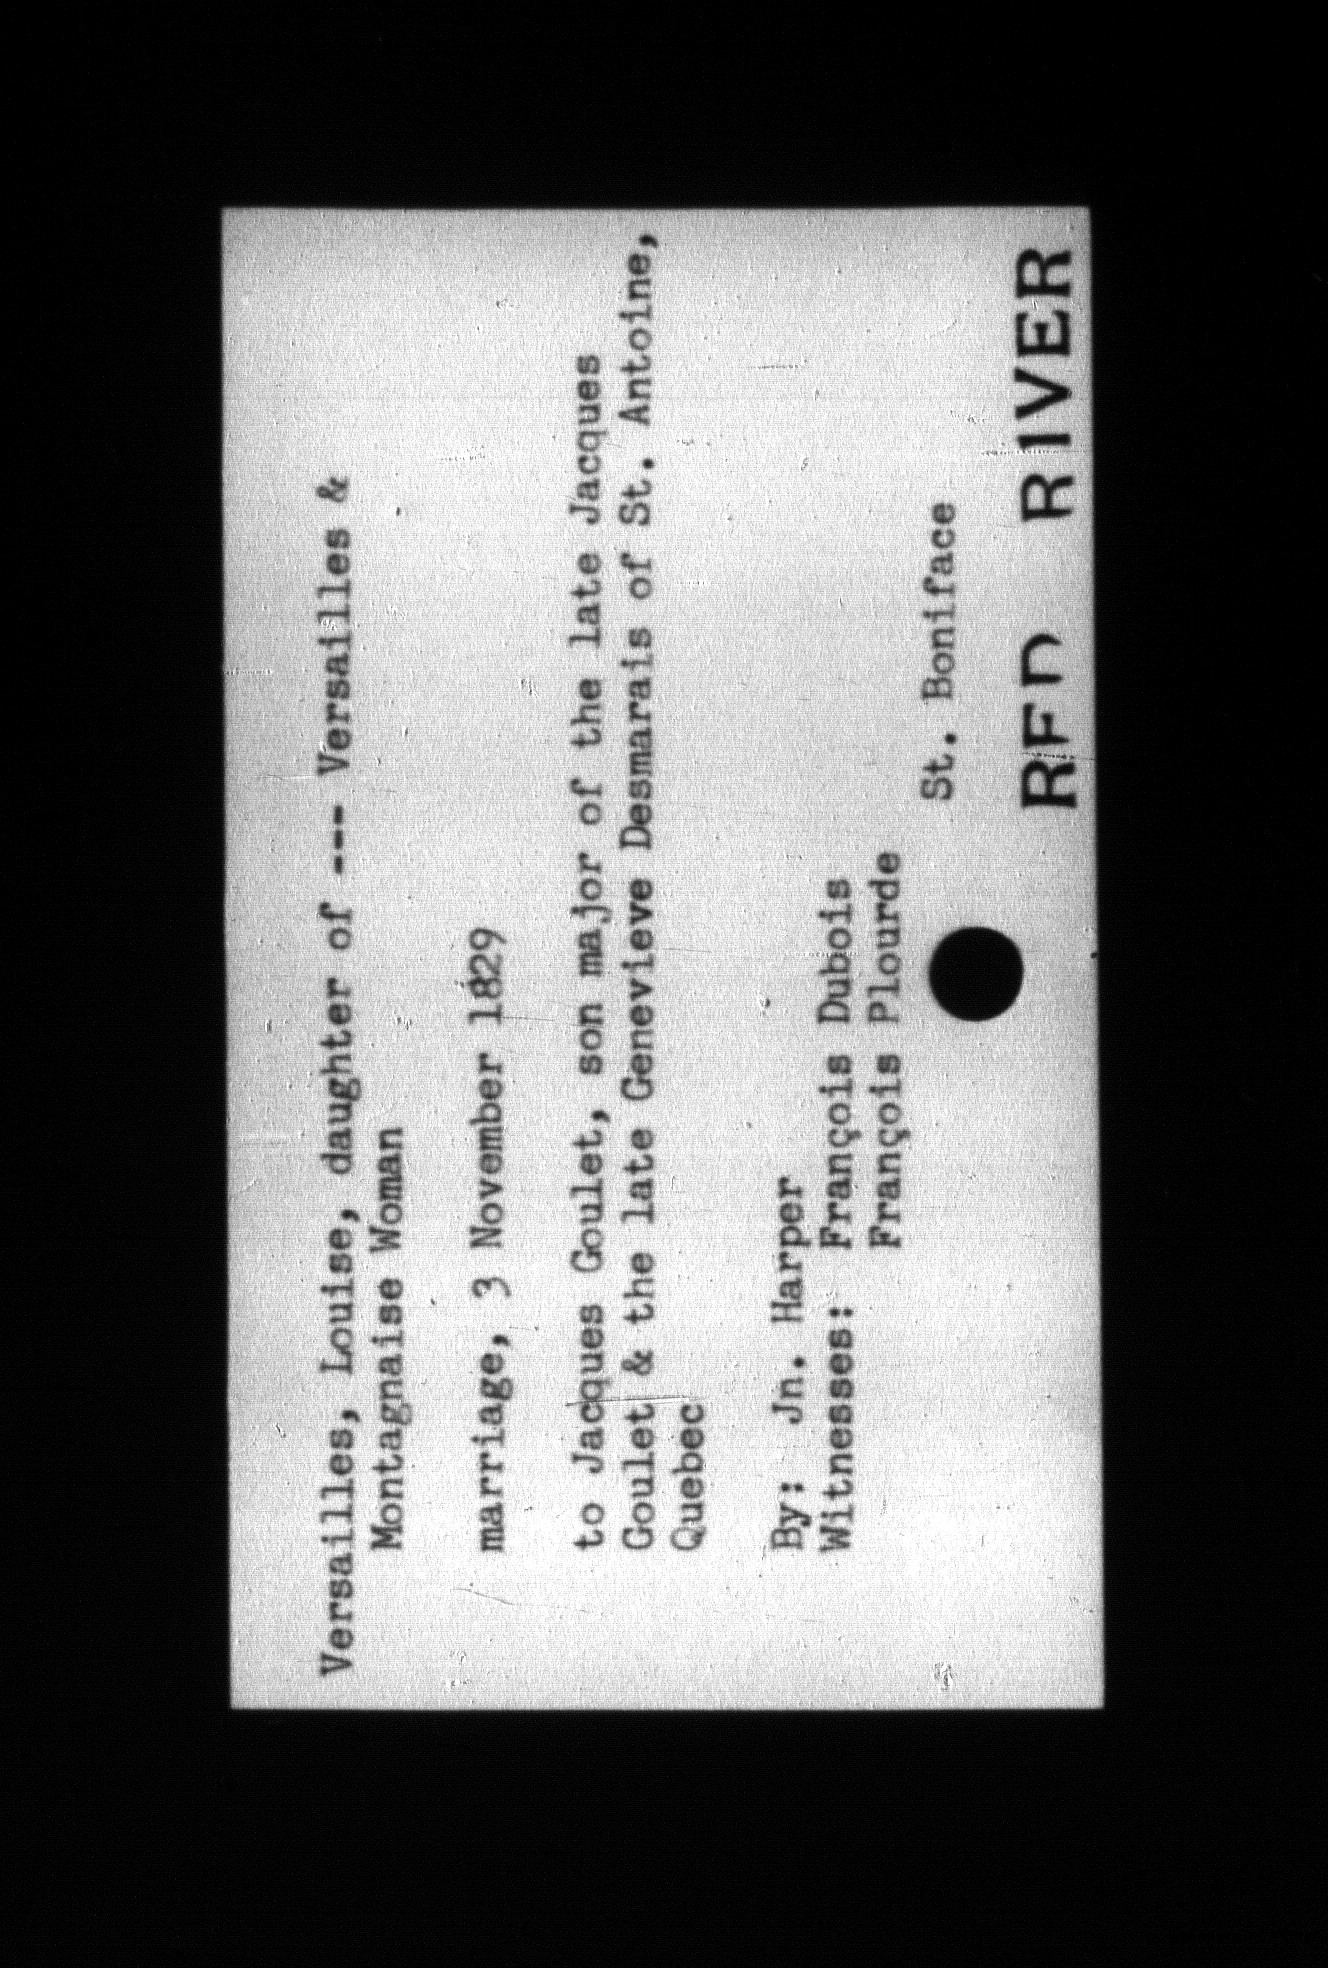 Versailles, Louise, daughter of --- Versailles &
Montagnaise Woman
marriage, 3 November 1829
to Jacques Goulet, son major of the late Jacques
Goulet & the late Genevieve Desmarais of St. Antoine,
Quebec
By: Jn. Harper
Witnesses: François Dubois
François Plourde
St. Boniface
RED RIVER